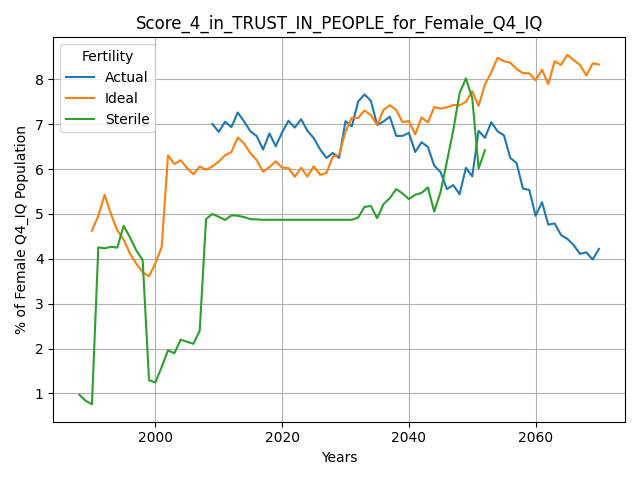 Score_4_in_TRUST_IN_PEOPLE_for_Female_Q4_IQ
Fertility
Actual
Ideal
Sterile
% of Female Q4_IQ Population
8
7
6
5
4
3
2
1
2000
2020
2040
2060
Years